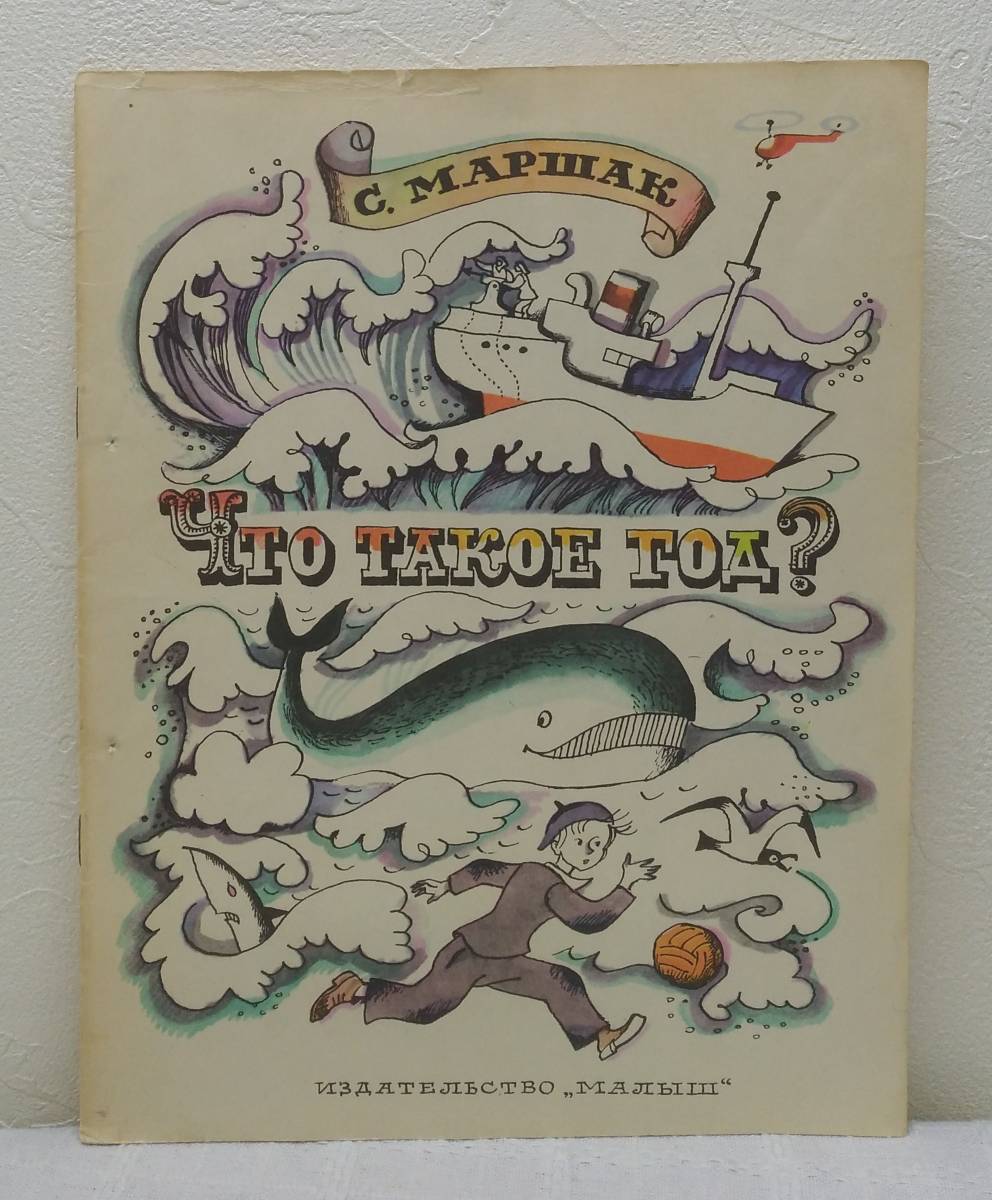 С. МАРШАК
ЧТО ТАКОЕ ГОД?
ИЗДАТЕЛЬСТВО „МАЛЫШ“